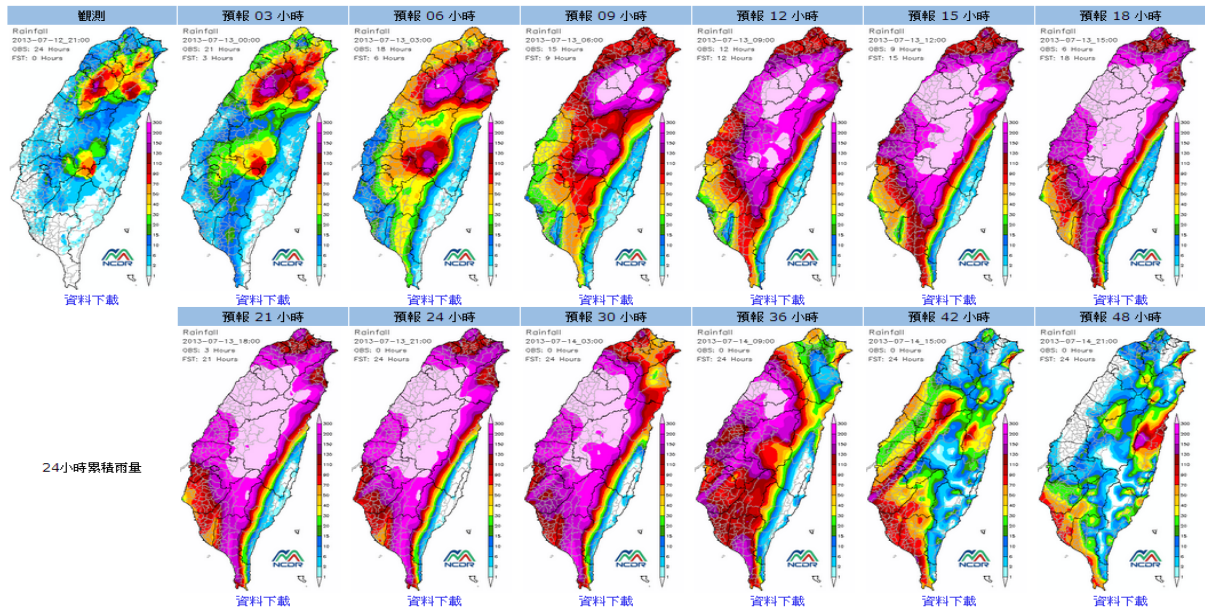 觀測 預報 03 小時 預報 06 小時 預報 09 小時 預報 12 小時 預報 15 小時 預報 18 小時
Rainfall Rainfall Rainfall Rainfall Rainfall Rainfall Rainfall
2013-07-12_21:00 2013-07-13_00:00 2013-07-13_03:00 2013-07-13_06:00 2013-07-13_09:00 2013-07-13_12:00 2013-07-13_15:00
OBS: 24 Hours OBS: 21 Hours OBS: 18 Hours OBS: 15 Hours OBS: 12 Hours OBS: 9 Hours OBS: 6 Hours
FST: 0 Hours FST: 3 Hours FST: 6 Hours FST: 9 Hours FST: 12 Hours FST: 15 Hours FST: 18 Hours
NCDR NCDR NCDR NCDR NCDR NCDR NCDR
資料下載 資料下載 資料下載 資料下載 資料下載 資料下載 資料下載
預報 21 小時 預報 24 小時 預報 30 小時 預報 36 小時 預報 42 小時 預報 48 小時
Rainfall Rainfall Rainfall Rainfall Rainfall Rainfall
2013-07-13_18:00 2013-07-13_21:00 2013-07-14_03:00 2013-07-14_09:00 2013-07-14_15:00 2013-07-14_21:00
OBS: 3 Hours OBS: 0 Hours OBS: 0 Hours OBS: 0 Hours OBS: 0 Hours OBS: 0 Hours
FST: 21 Hours FST: 24 Hours FST: 24 Hours FST: 24 Hours FST: 24 Hours FST: 24 Hours
24小時累積雨量
NCDR NCDR NCDR NCDR NCDR NCDR
資料下載 資料下載 資料下載 資料下載 資料下載 資料下載